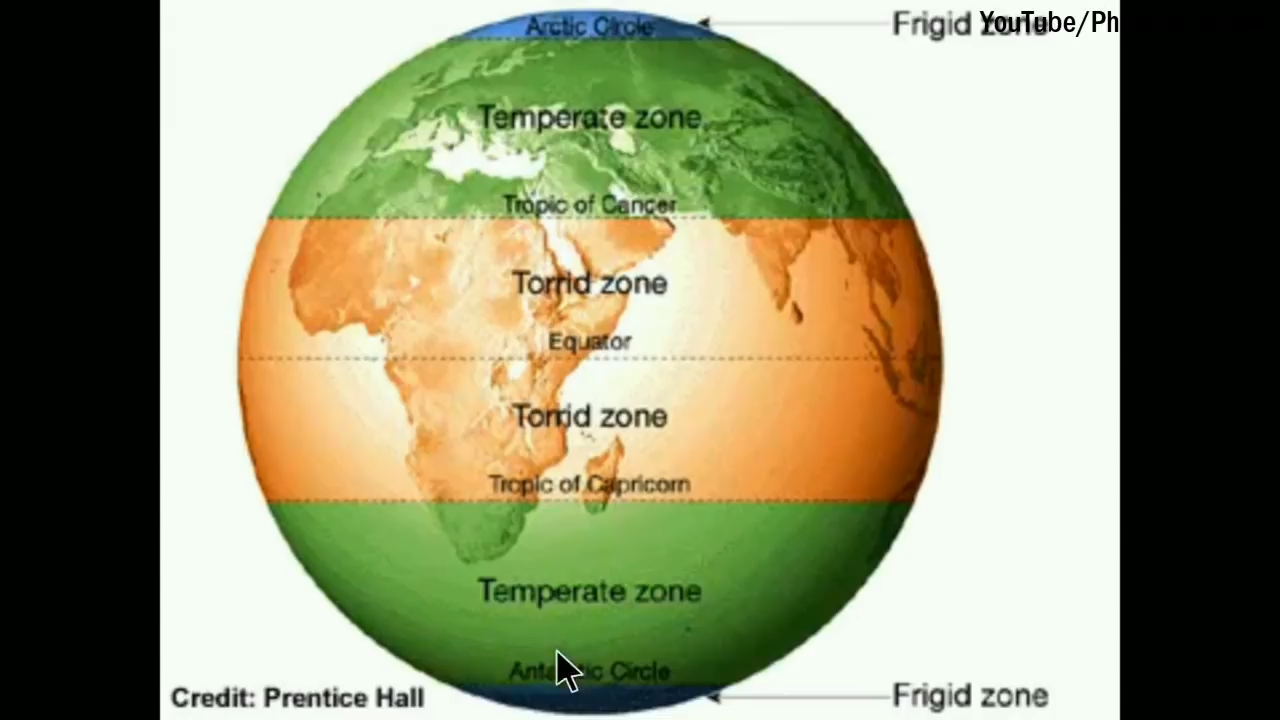 Arctic Circle
Frigid zone
YouTube/Ph
Temperate zone
Tropic of Cancer
Torrid zone
Equator
Torrid zone
Tropic of Capricorn
Temperate zone
Antarctic Circle
Credit: Prentice Hall
Frigid zone